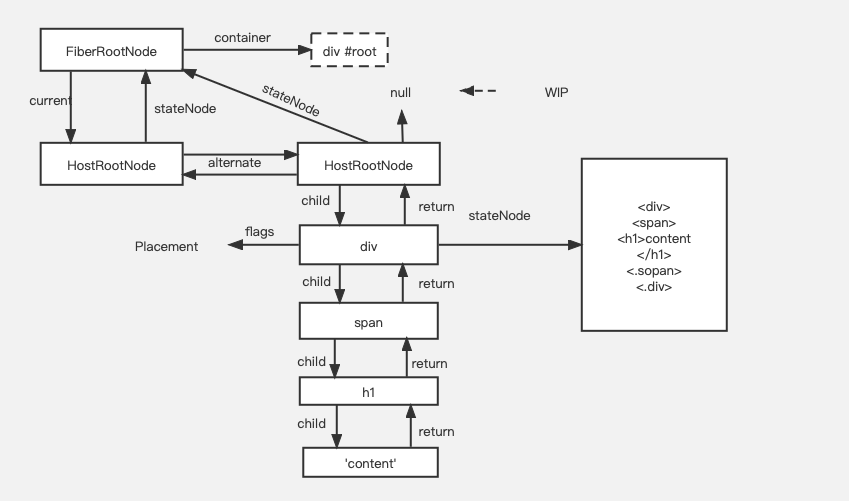 FiberRootNode
container
div #root
current
stateNode
stateNode
null
WIP
HostRootNode
alternate
HostRootNode
child
return
stateNode
Placement
flags
div
<div>
<span>
<h1>content
</h1>
<.sopan>
<.div>
child
return
span
child
return
h1
child
return
'content'